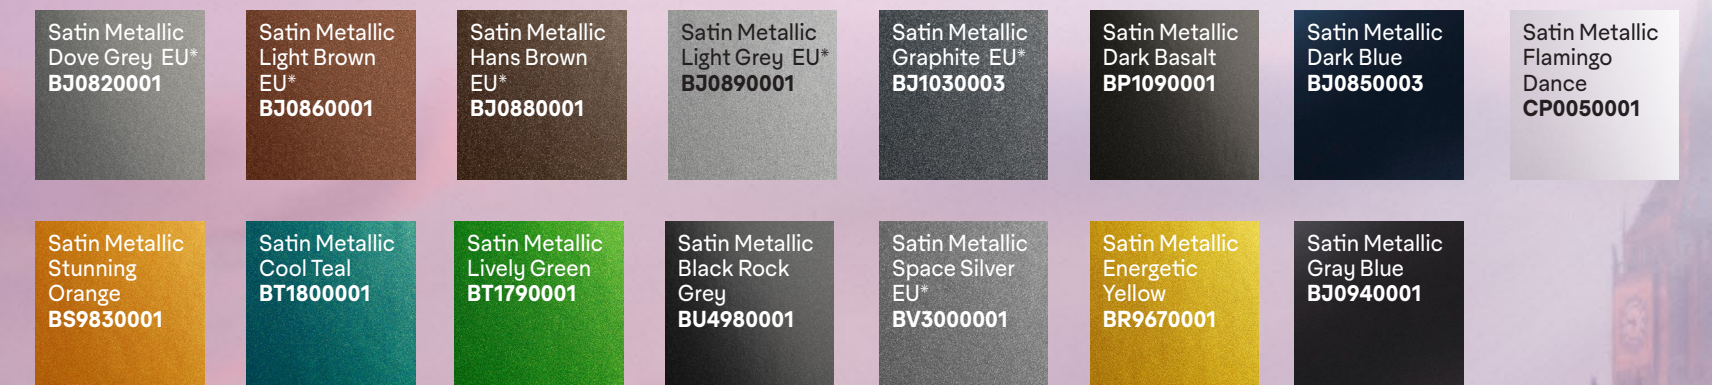 Satin Metallic
Dove Grey EU*
BJ0820001
Satin Metallic
Light Brown
EU*
BJ0860001
Satin Metallic
Hans Brown
EU*
BJ0880001
Satin Metallic
Light Grey EU*
BJ0890001
Satin Metallic
Graphite EU*
BJ1030003
Satin Metallic
Dark Basalt
BP1090001
Satin Metallic
Dark Blue
BJ0850003
Satin Metallic
Flamingo
Dance
CP0050001
Satin Metallic
Stunning
Orange
BS9830001
Satin Metallic
Cool Teal
BT1800001
Satin Metallic
Lively Green
BT1790001
Satin Metallic
Black Rock
Grey
BU4980001
Satin Metallic
Space Silver
EU*
BV3000001
Satin Metallic
Energetic
Yellow
BR9670001
Satin Metallic
Gray Blue
BJ0940001